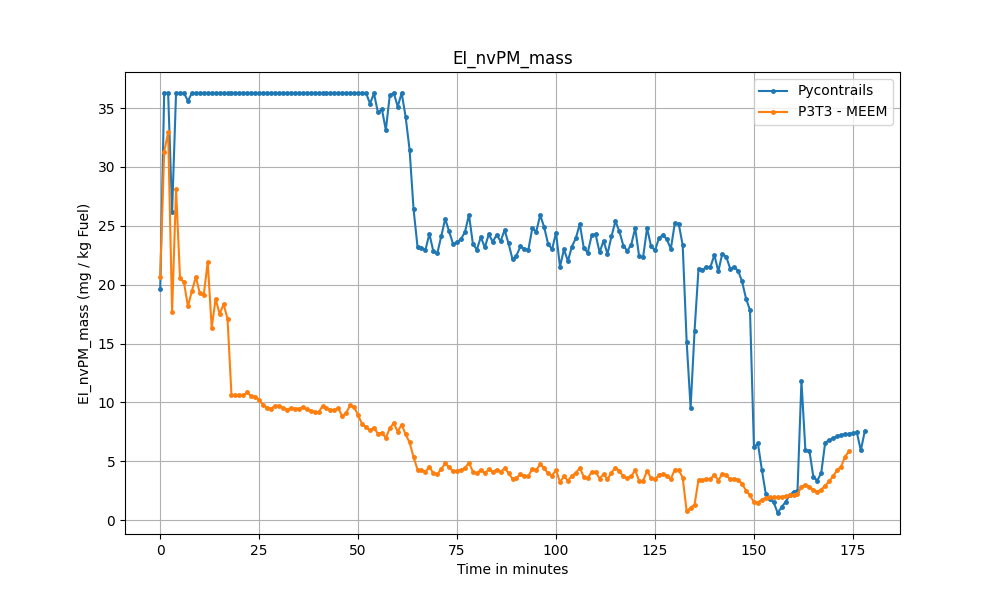 EI_nvPM_mass
Pycontrails
P3T3 - MEEM
EI_nvPM_mass (mg / kg Fuel)
35
30
25
20
15
10
5
0
0 25 50 75 100 125 150 175
Time in minutes